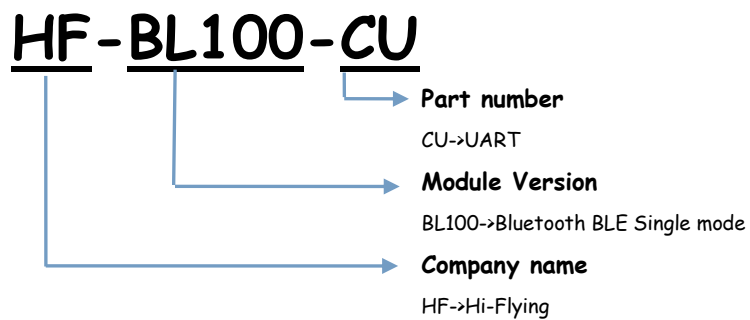 HF-BL100-CU
Part number
CU->UART
Module Version
BL100->Bluetooth BLE Single mode
Company name
HF->Hi-Flying